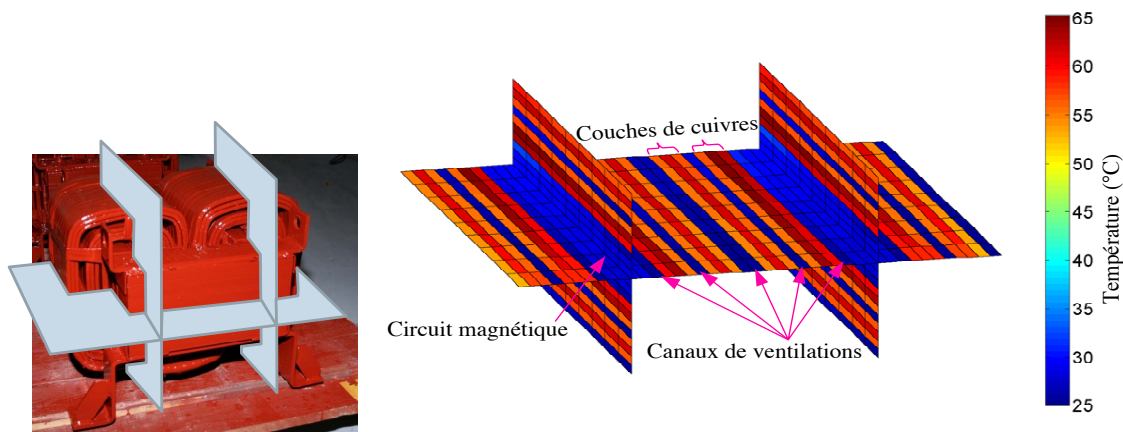 Couches de cuivres
Circuit magnétique
Canaux de ventilations
65
60
55
50
45
40
35
30
25
Température (°C)